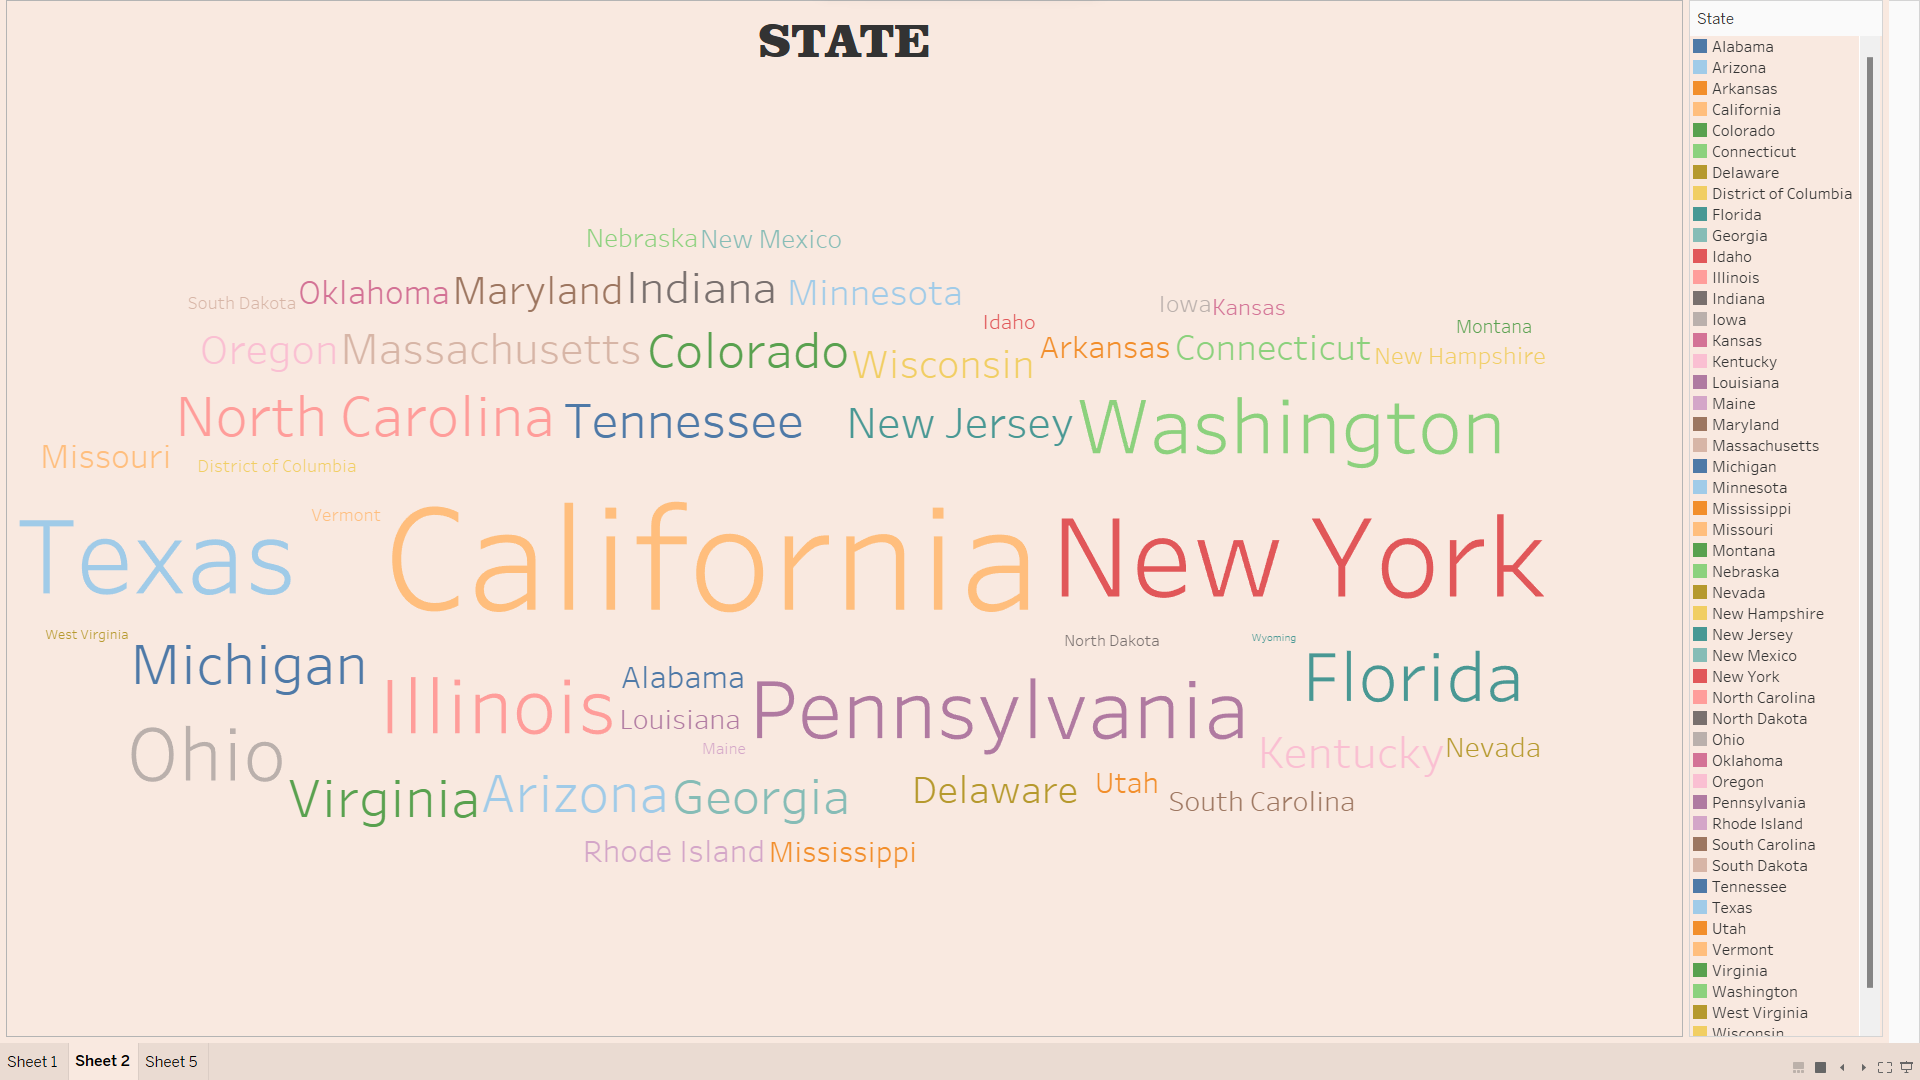 STATE
Nebraska New Mexico
South Dakota Oklahoma Maryland Indiana Minnesota
Iowa Kansas
Idaho
Montana
Oregon Massachusetts Colorado Wisconsin Arkansas Connecticut New Hampshire
North Carolina Tennessee New Jersey Washington
Missouri District of Columbia
Vermont
Texas California New York
West Virginia
North Dakota Wyoming
Michigan Illinois Alabama Pennsylvania Florida
Louisiana
Maine
Ohio Kentucky Nevada
Virginia Arizona Georgia Delaware Utah South Carolina
Rhode Island Mississippi
State
Alabama
Arizona
Arkansas
California
Colorado
Connecticut
Delaware
District of Columbia
Florida
Georgia
Idaho
Illinois
Indiana
Iowa
Kansas
Kentucky
Louisiana
Maine
Maryland
Massachusetts
Michigan
Minnesota
Mississippi
Missouri
Montana
Nebraska
Nevada
New Hampshire
New Jersey
New Mexico
New York
North Carolina
North Dakota
Ohio
Oklahoma
Oregon
Pennsylvania
Rhode Island
South Carolina
South Dakota
Tennessee
Texas
Utah
Vermont
Virginia
Washington
West Virginia
Wisconsin
Sheet 1 Sheet 2 Sheet 5